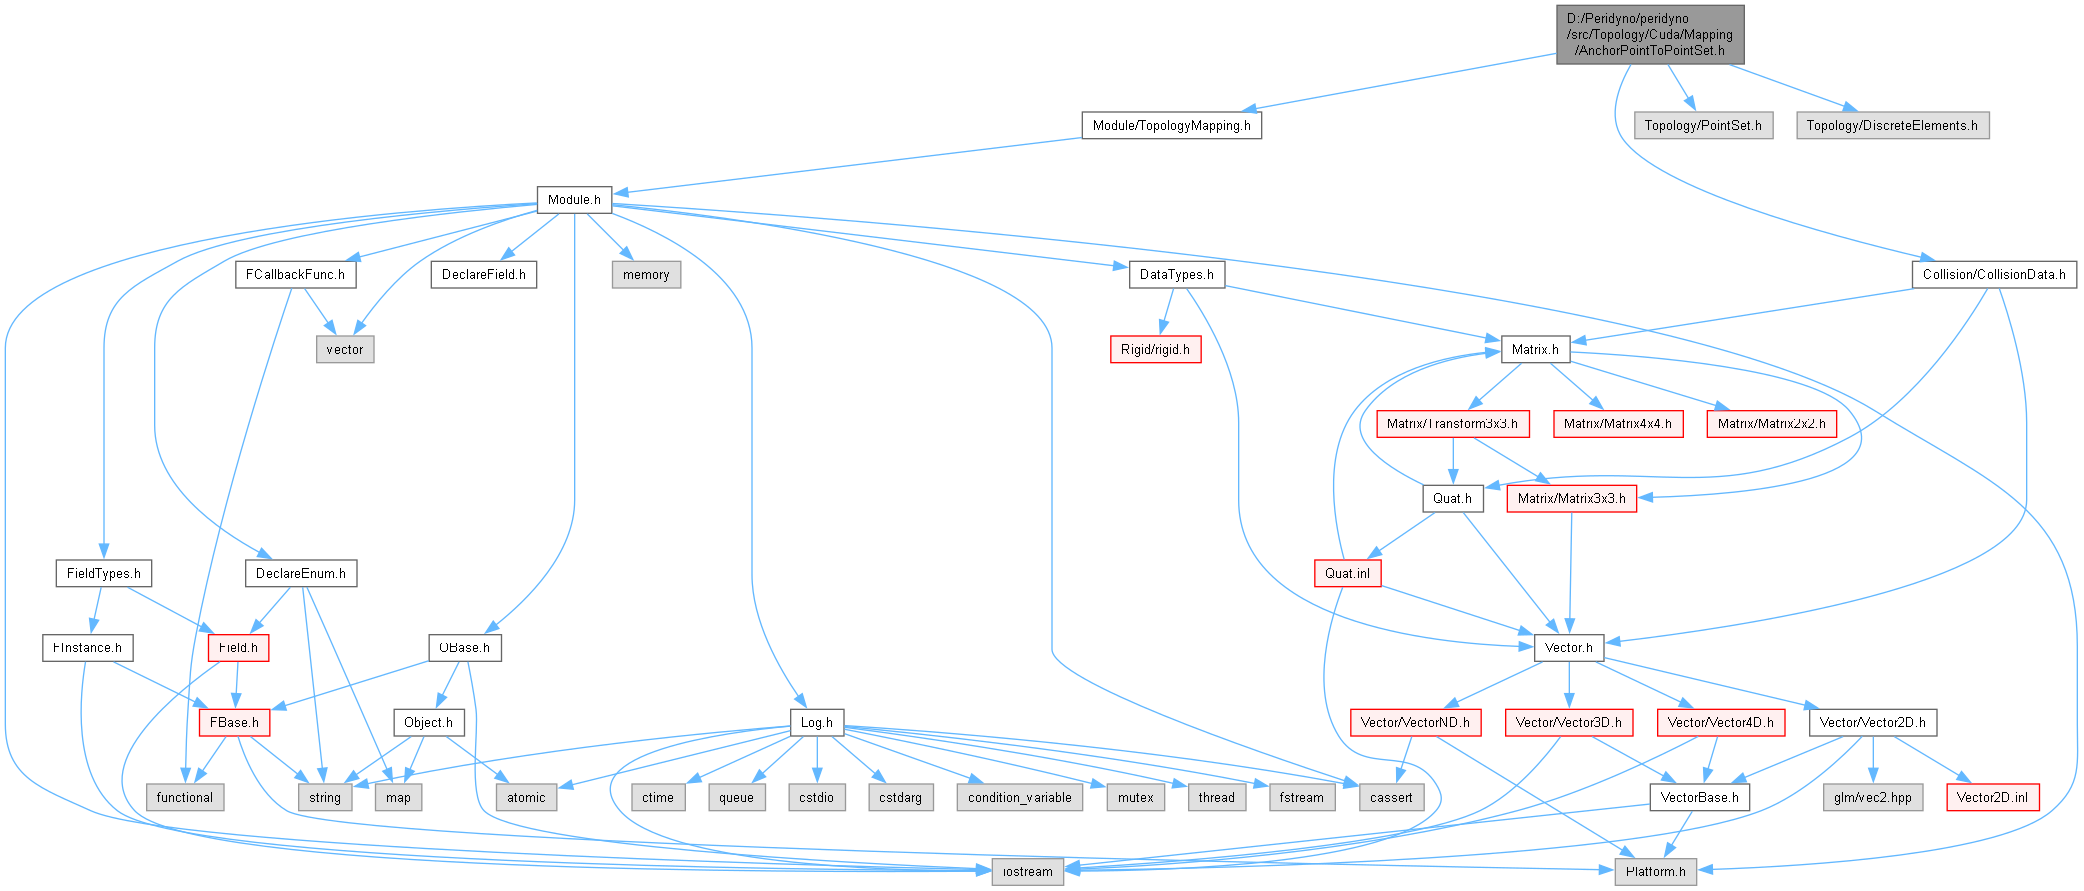 D:/Peridyno/peridyno
/src/Topology/Cuda/Mapping
/AnchorPointToPointSet.h
Module/TopologyMapping.h
Topology/PointSet.h
Topology/DiscreteElements.h
Module.h
FCallbackFunc.h
DeclareField.h
memory
DataTypes.h
Collision/CollisionData.h
vector
Rigid/rigid.h
Matrix.h
Matrix/Transform3x3.h
Matrix/Matrix4x4.h
Matrix/Matrix2x2.h
Quat.h
Matrix/Matrix3x3.h
FieldTypes.h
DeclareEnum.h
Quat.inl
FInstance.h
Field.h
OBase.h
Vector.h
FBase.h
Object.h
Log.h
Vector/VectorND.h
Vector/Vector3D.h
Vector/Vector4D.h
Vector/Vector2D.h
functional
string
map
atomic
ctime
queue
cstdio
cstdarg
condition_variable
mutex
thread
fstream
cassert
VectorBase.h
glm/vec2.hpp
Vector2D.inl
iostream
Platform.h